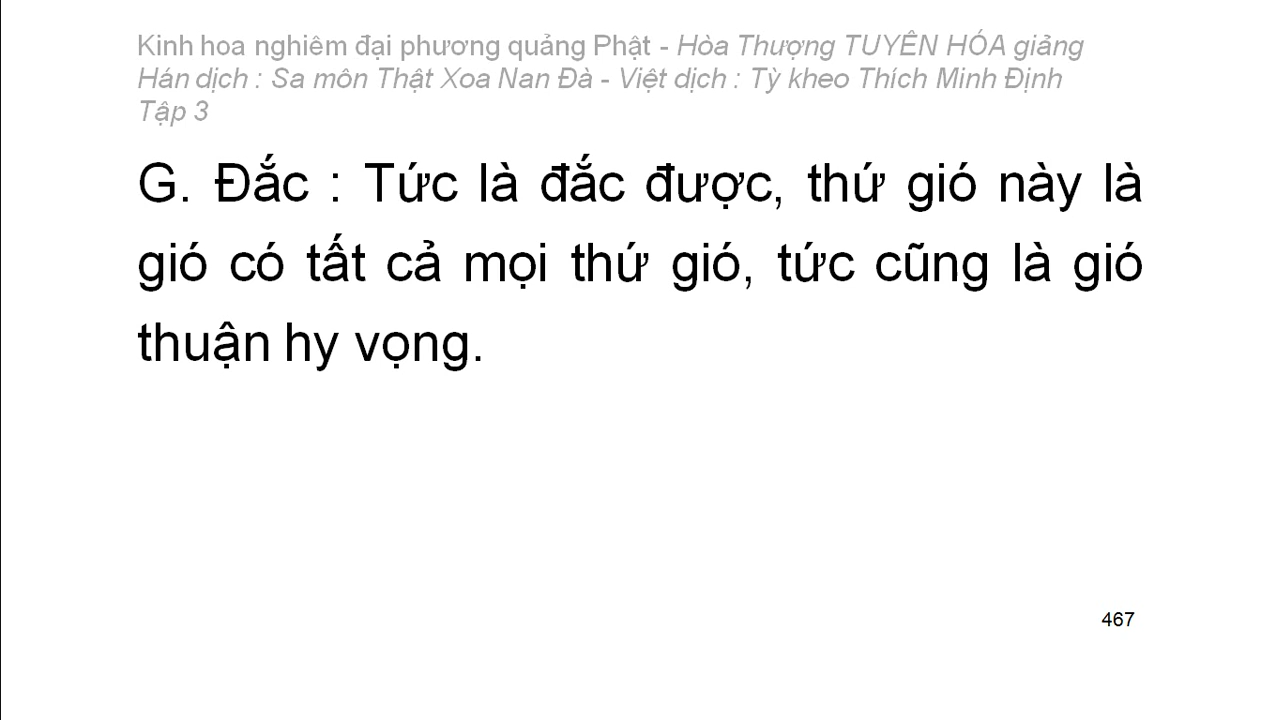 Kinh hoa nghiêm đại phương quảng Phật - Hòa Thượng TUYÊN HÓA giảng
Hán dịch : Sa môn Thật Xoa Nan Đà - Việt dịch : Tỳ kheo Thích Minh Định
Tập 3
G. Đắc : Tức là đắc được, thứ gió này là
gió có tất cả mọi thứ gió, tức cũng là gió
thuận hy vọng.
467